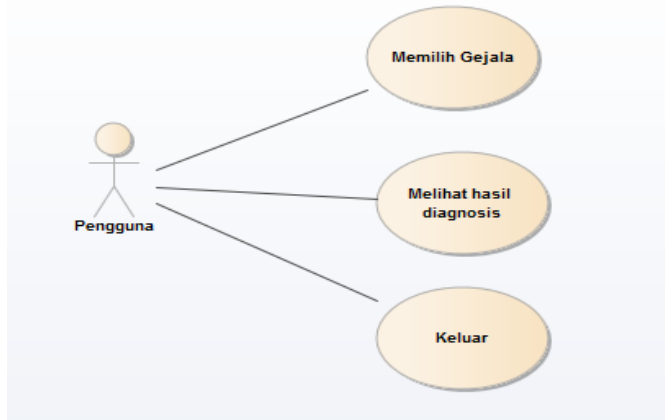 Memilih Gejala
Melihat hasil
diagnosis
Pengguna
Keluar